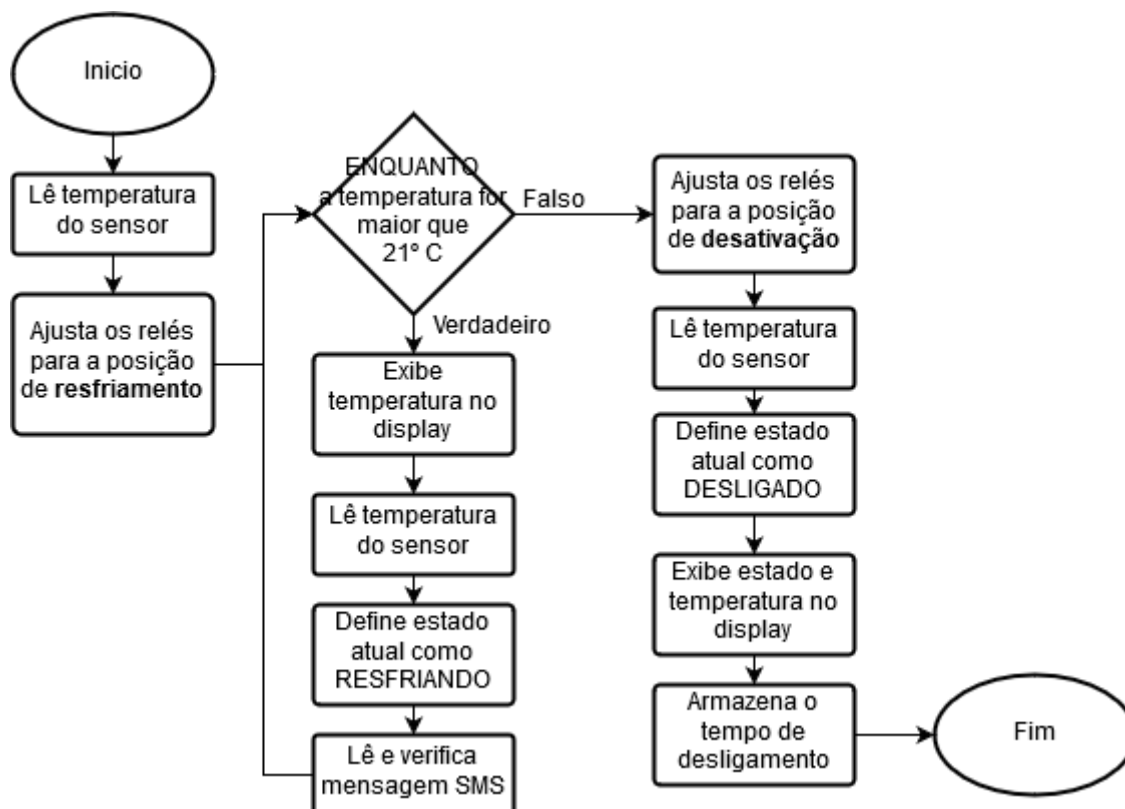 Inicio
Lê temperatura
do sensor
Ajusta os relés
para a posição
de resfriamento
ENQUANTO
a temperatura for
maior que
21º C
Falso
Verdadeiro
Exibe
temperatura no
display
Lê temperatura
do sensor
Define estado
atual como
RESFRIANDO
Lê e verifica
mensagem SMS
Ajusta os relés
para a posição
de desativação
Lê temperatura
do sensor
Define estado
atual como
DESLIGADO
Exibe estado e
temperatura no
display
Armazena o
tempo de
desligamento
Fim